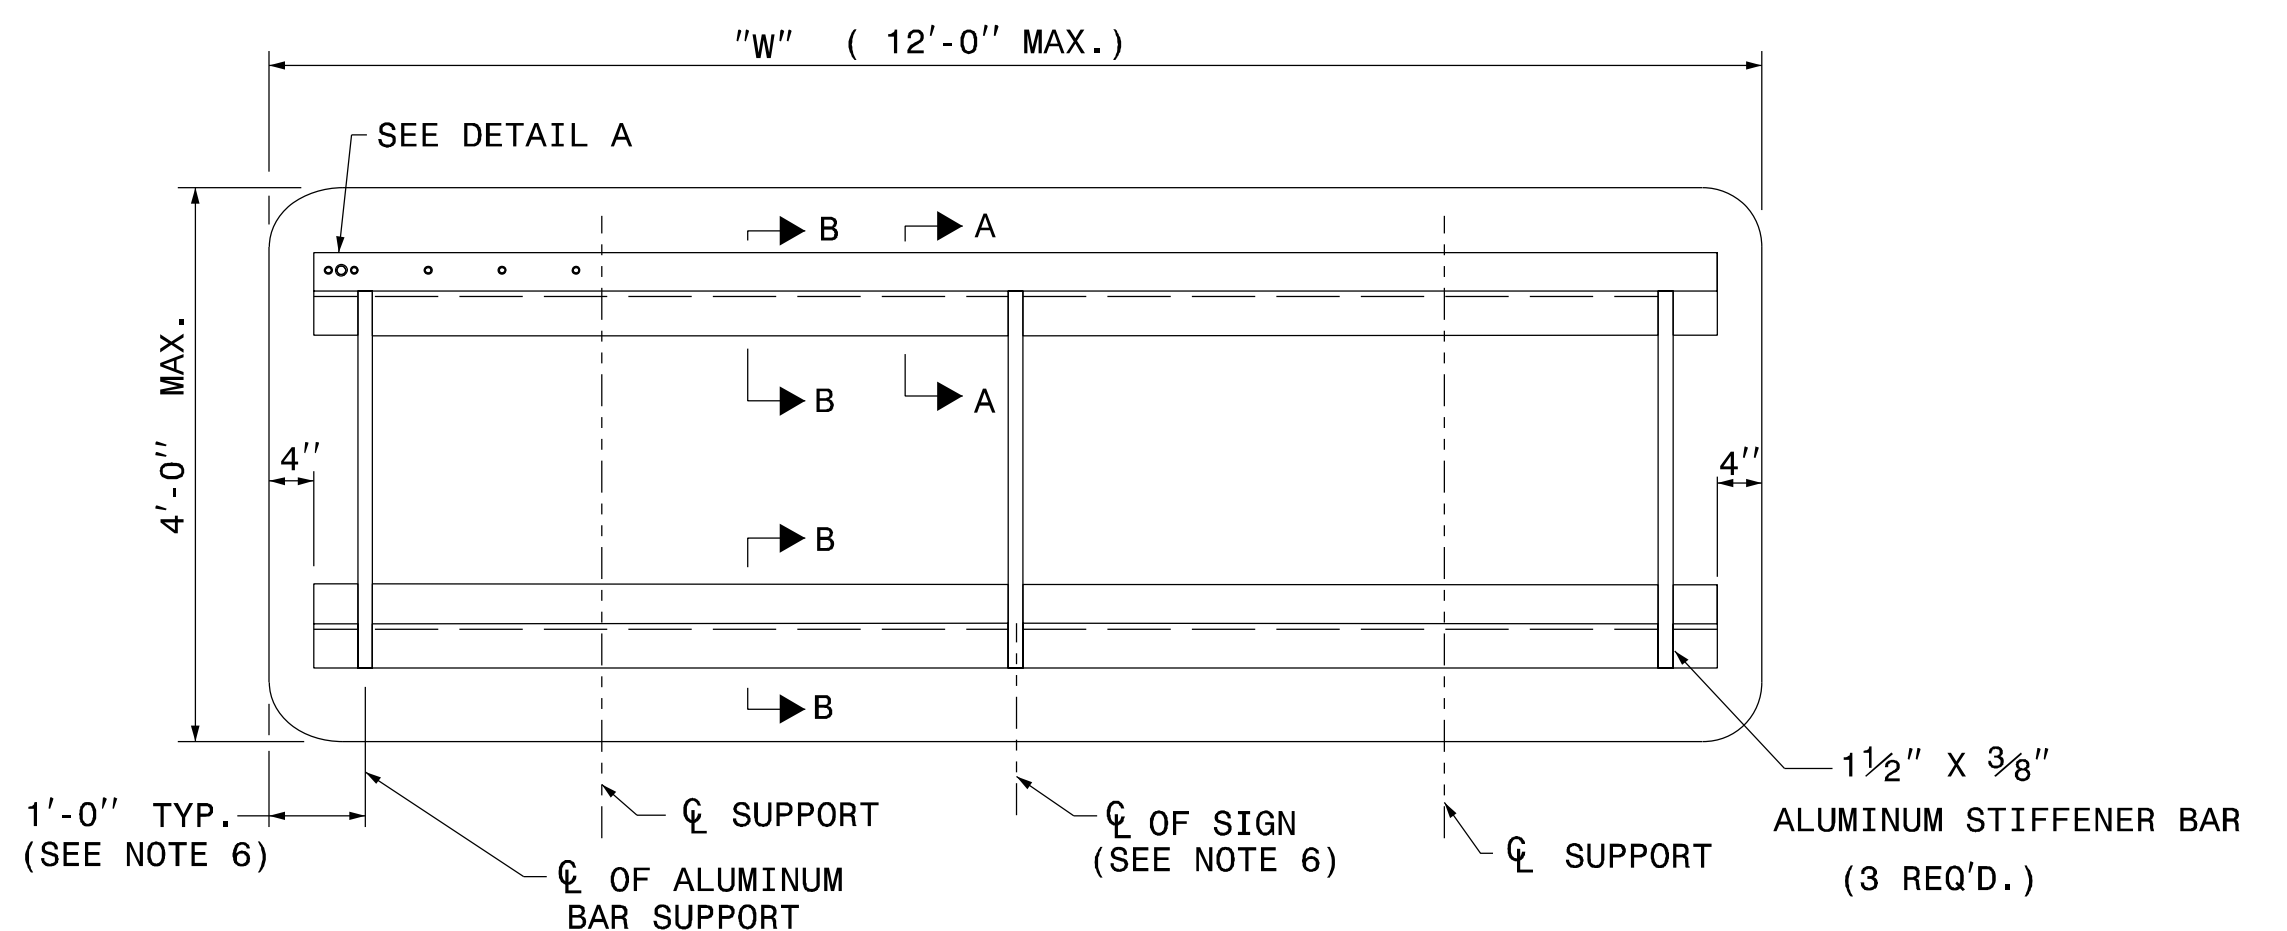 "W" ( 12'-0" MAX.)
SEE DETAIL A
B
A
4'-0" MAX.
B
A
4"
4"
B
B
1'-0" TYP.
(SEE NOTE 6)
℄ SUPPORT
℄ OF SIGN
(SEE NOTE 6)
℄ SUPPORT
1½" X ⅜"
ALUMINUM STIFFENER BAR
(3 REQ'D.)
℄ OF ALUMINUM
BAR SUPPORT